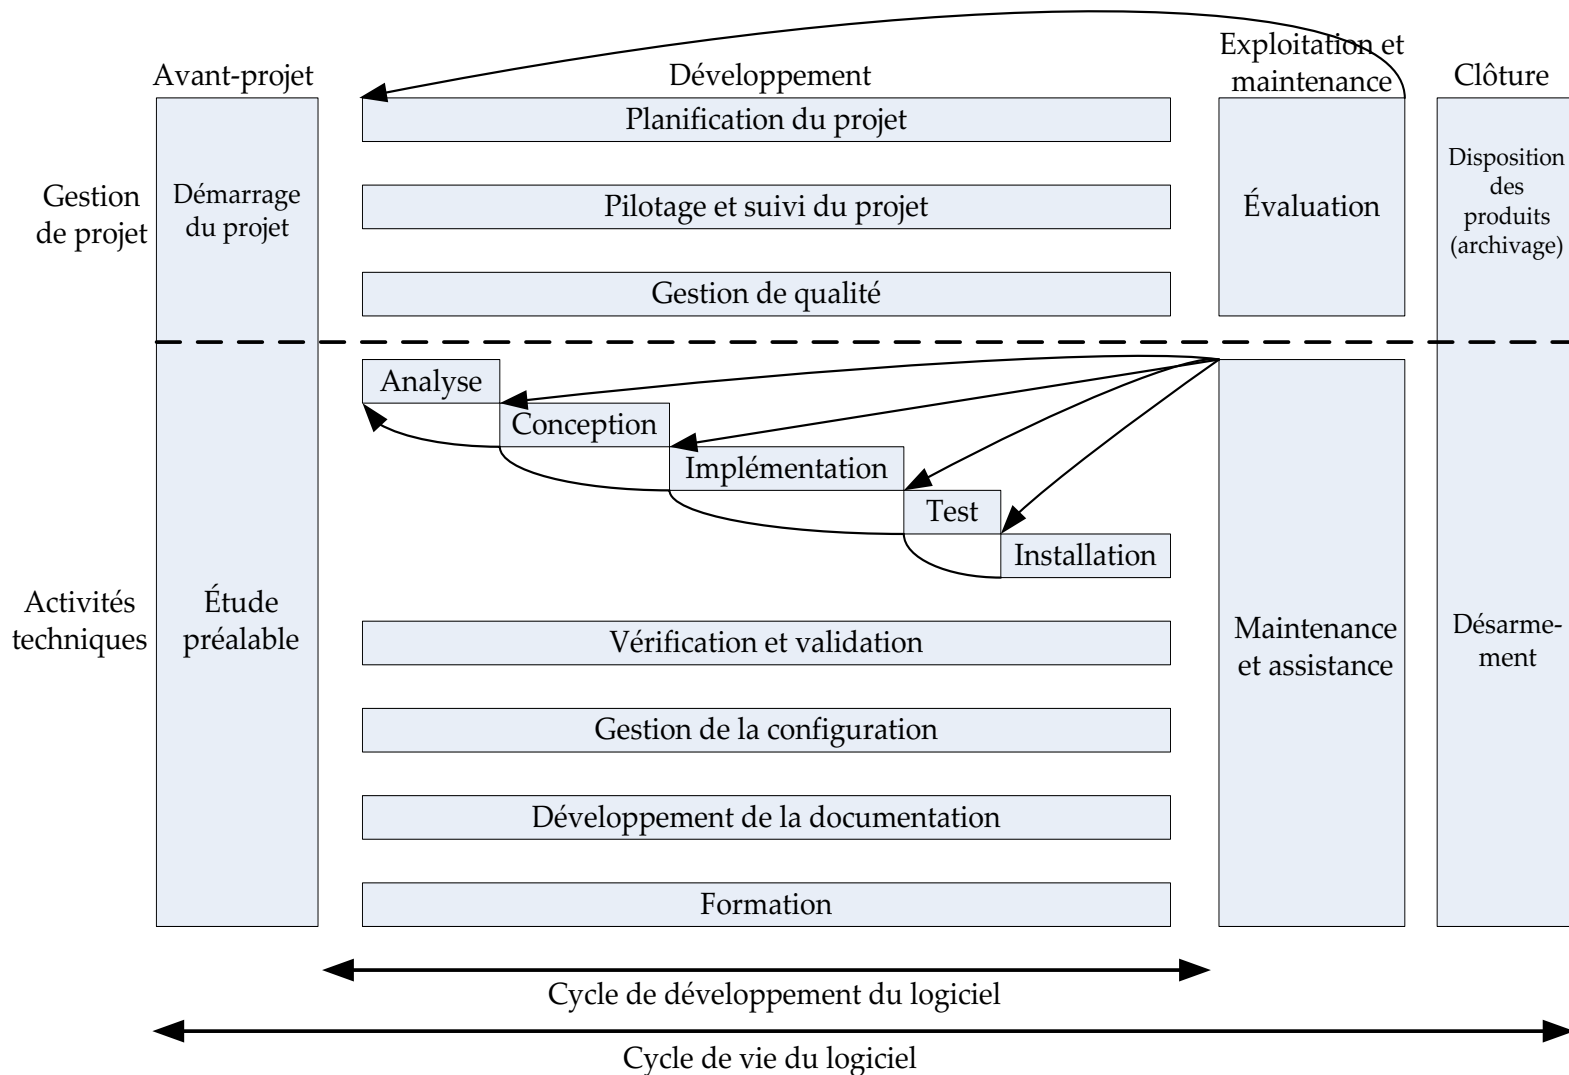 Avant-projet
Développement
Exploitation et
maintenance
Clôture
Gestion
de projet
Démarrage
du projet
Planification du projet
Pilotage et suivi du projet
Gestion de qualité
Évaluation
Disposition
des
produits
(archivage)
Activités
techniques
Étude
préalable
Analyse
Conception
Implémentation
Test
Installation
Vérification et validation
Gestion de la configuration
Développement de la documentation
Formation
Maintenance
et assistance
Désarme-
ment
Cycle de développement du logiciel
Cycle de vie du logiciel